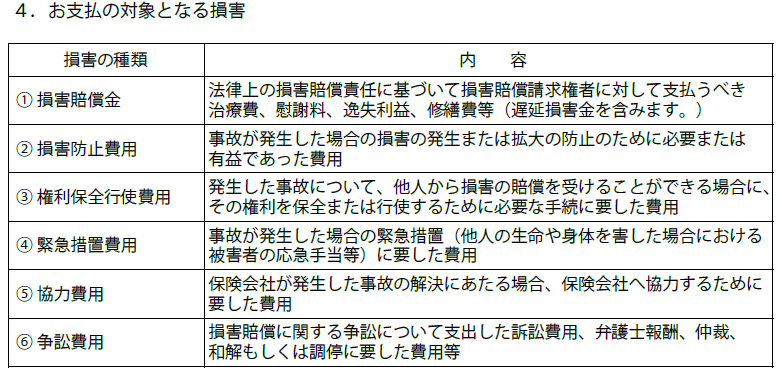 ４．お支払の対象となる損害
損害の種類 内　　容
① 損害賠償金 法律上の損害賠償責任に基づいて損害賠償請求権者に対して支払うべき
治療費、慰謝料、逸失利益、修繕費等（遅延損害金を含みます。）
② 損害防止費用 事故が発生した場合の損害の発生または拡大の防止のために必要または
有益であった費用
③ 権利保全行使費用 発生した事故について、他人から損害の賠償を受けることができる場合に、
その権利を保全または行使するために必要な手続に要した費用
④ 緊急措置費用 事故が発生した場合の緊急措置（他人の生命や身体を害した場合における
被害者の応急手当等）に要した費用
⑤ 協力費用 保険会社が発生した事故の解決にあたる場合、保険会社へ協力するために
要した費用
⑥ 争訟費用 損害賠償に関する争訟について支出した訴訟費用、弁護士報酬、仲裁、
和解もしくは調停に要した費用等